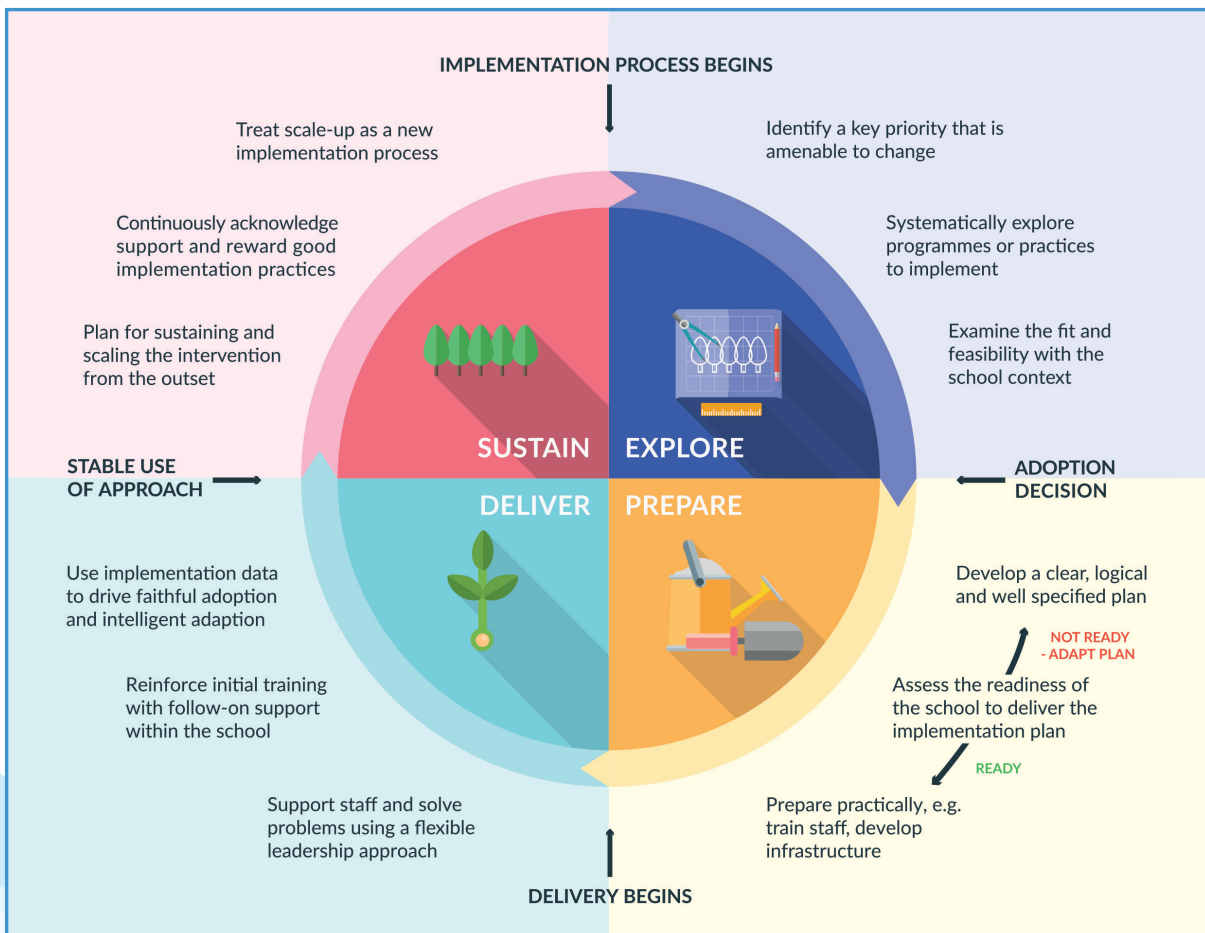 IMPLEMENTATION PROCESS BEGINS
Identify a key priority that is
amenable to change
Systematically explore
programmes or practices
to implement
Examine the fit and
feasibility with the
school context
EXPLORE
ADOPTION
DECISION
PREPARE
Develop a clear, logical
and well specified plan
NOT READY
- ADAPT PLAN
Assess the readiness of
the school to deliver the
implementation plan
READY
Prepare practically, e.g.
train staff, develop
infrastructure
DELIVERY BEGINS
DELIVER
Support staff and solve
problems using a flexible
leadership approach
Reinforce initial training
with follow-on support
within the school
Use implementation data
to drive faithful adoption
and intelligent adaption
STABLE USE
OF APPROACH
SUSTAIN
Plan for sustaining and
scaling the intervention
from the outset
Continuously acknowledge
support and reward good
implementation practices
Treat scale-up as a new
implementation process